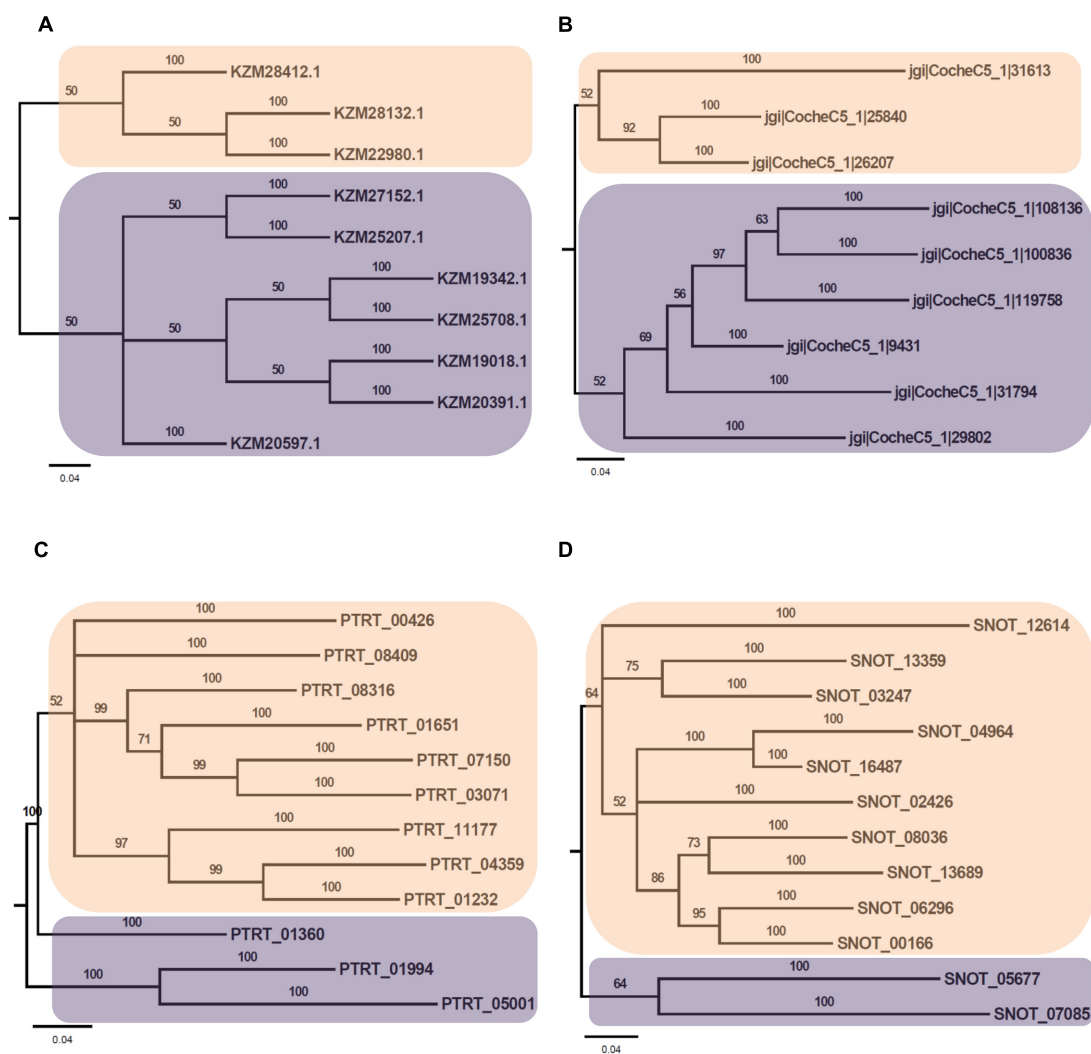 A
100
KZM28412.1
50
100
KZM28132.1
50
100
KZM22980.1
100
KZM27152.1
50
100
KZM25207.1
100
KZM19342.1
50
100
KZM25708.1
50
50
100
KZM19018.1
50
100
KZM20391.1
100
KZM20597.1
0.04
B
100
jgi|CocheC5_1|31613
52
100
jgi|CocheC5_1|25840
92
100
jgi|CocheC5_1|26207
100
jgi|CocheC5_1|108136
63
100
jgi|CocheC5_1|100836
97
100
jgi|CocheC5_1|119758
56
100
jgi|CocheC5_1|9431
69
100
jgi|CocheC5_1|31794
52
100
jgi|CocheC5_1|29802
0.04
C
100
PTRT_00426
100
PTRT_08409
52
100
PTRT_08316
99
100
PTRT_01651
71
100
PTRT_07150
99
100
PTRT_03071
100
100
PTRT_11177
97
100
PTRT_04359
99
100
PTRT_01232
100
PTRT_01360
100
PTRT_01994
100
100
PTRT_05001
0.04
D
100
SNOT_12614
100
SNOT_13359
75
100
SNOT_03247
64
100
SNOT_04964
100
100
SNOT_16487
52
100
SNOT_02426
100
SNOT_08036
73
100
SNOT_13689
86
100
SNOT_06296
95
100
SNOT_00166
100
SNOT_05677
64
100
SNOT_07085
0.04